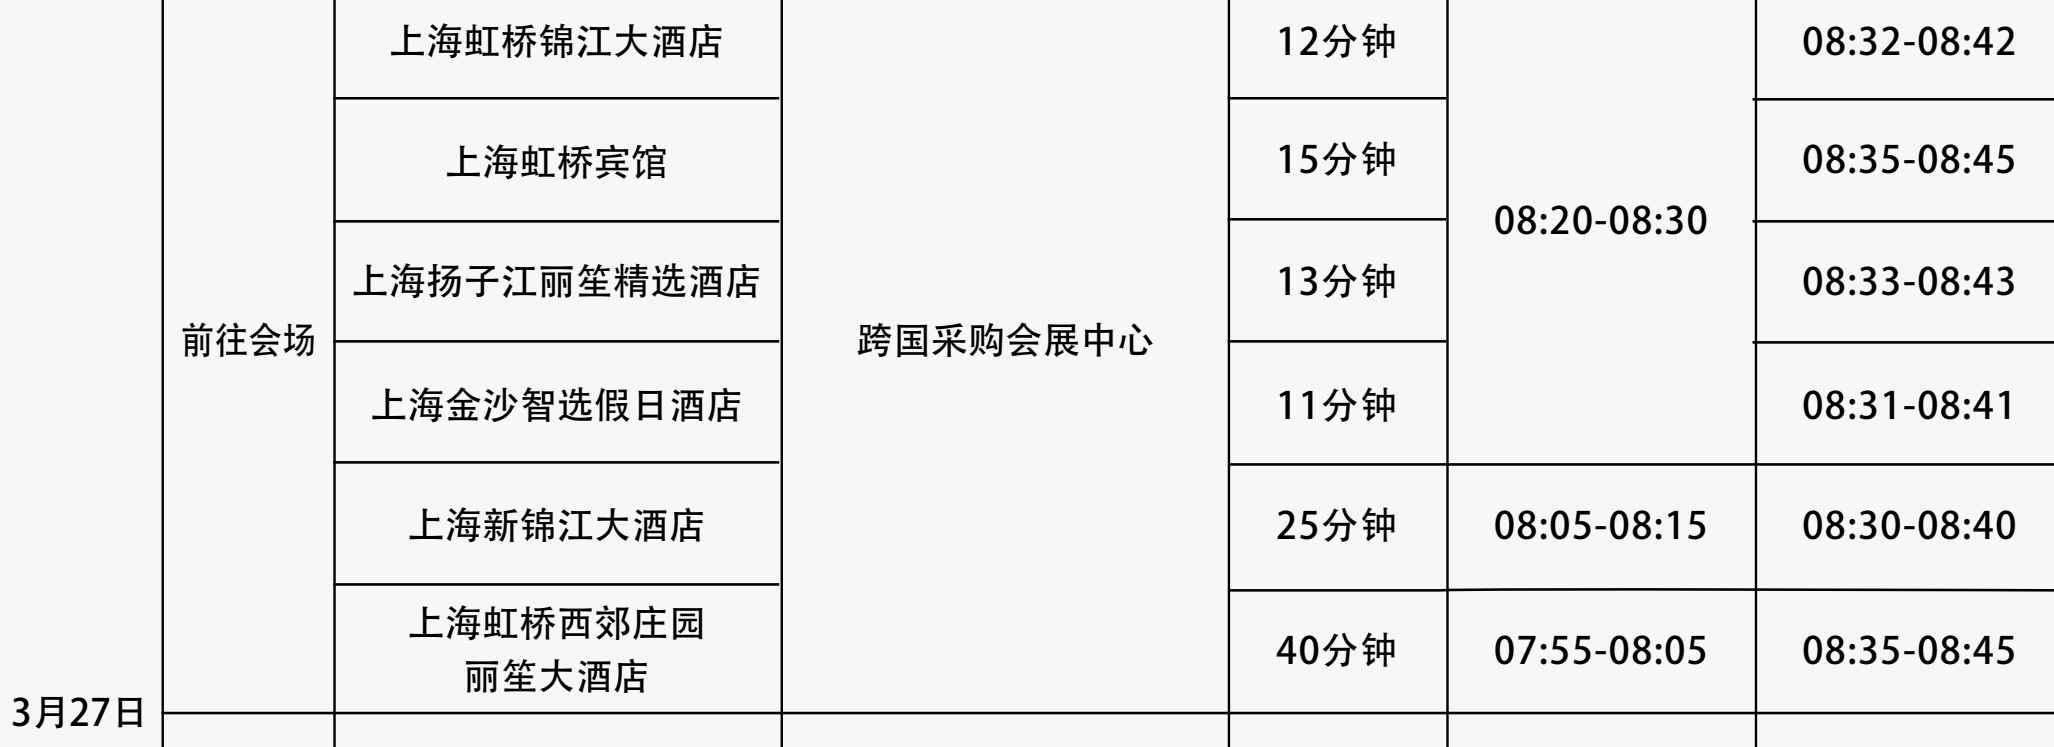 上海虹桥锦江大酒店
12分钟
08:32-08:42
上海虹桥宾馆
15分钟
08:35-08:45
08:20-08:30
上海扬子江丽笙精选酒店
13分钟
08:33-08:43
前往会场
跨国采购会展中心
上海金沙智选假日酒店
11分钟
08:31-08:41
上海新锦江大酒店
25分钟
08:05-08:15
08:30-08:40
上海虹桥西郊庄园
丽笙大酒店
40分钟
07:55-08:05
08:35-08:45
3月27日